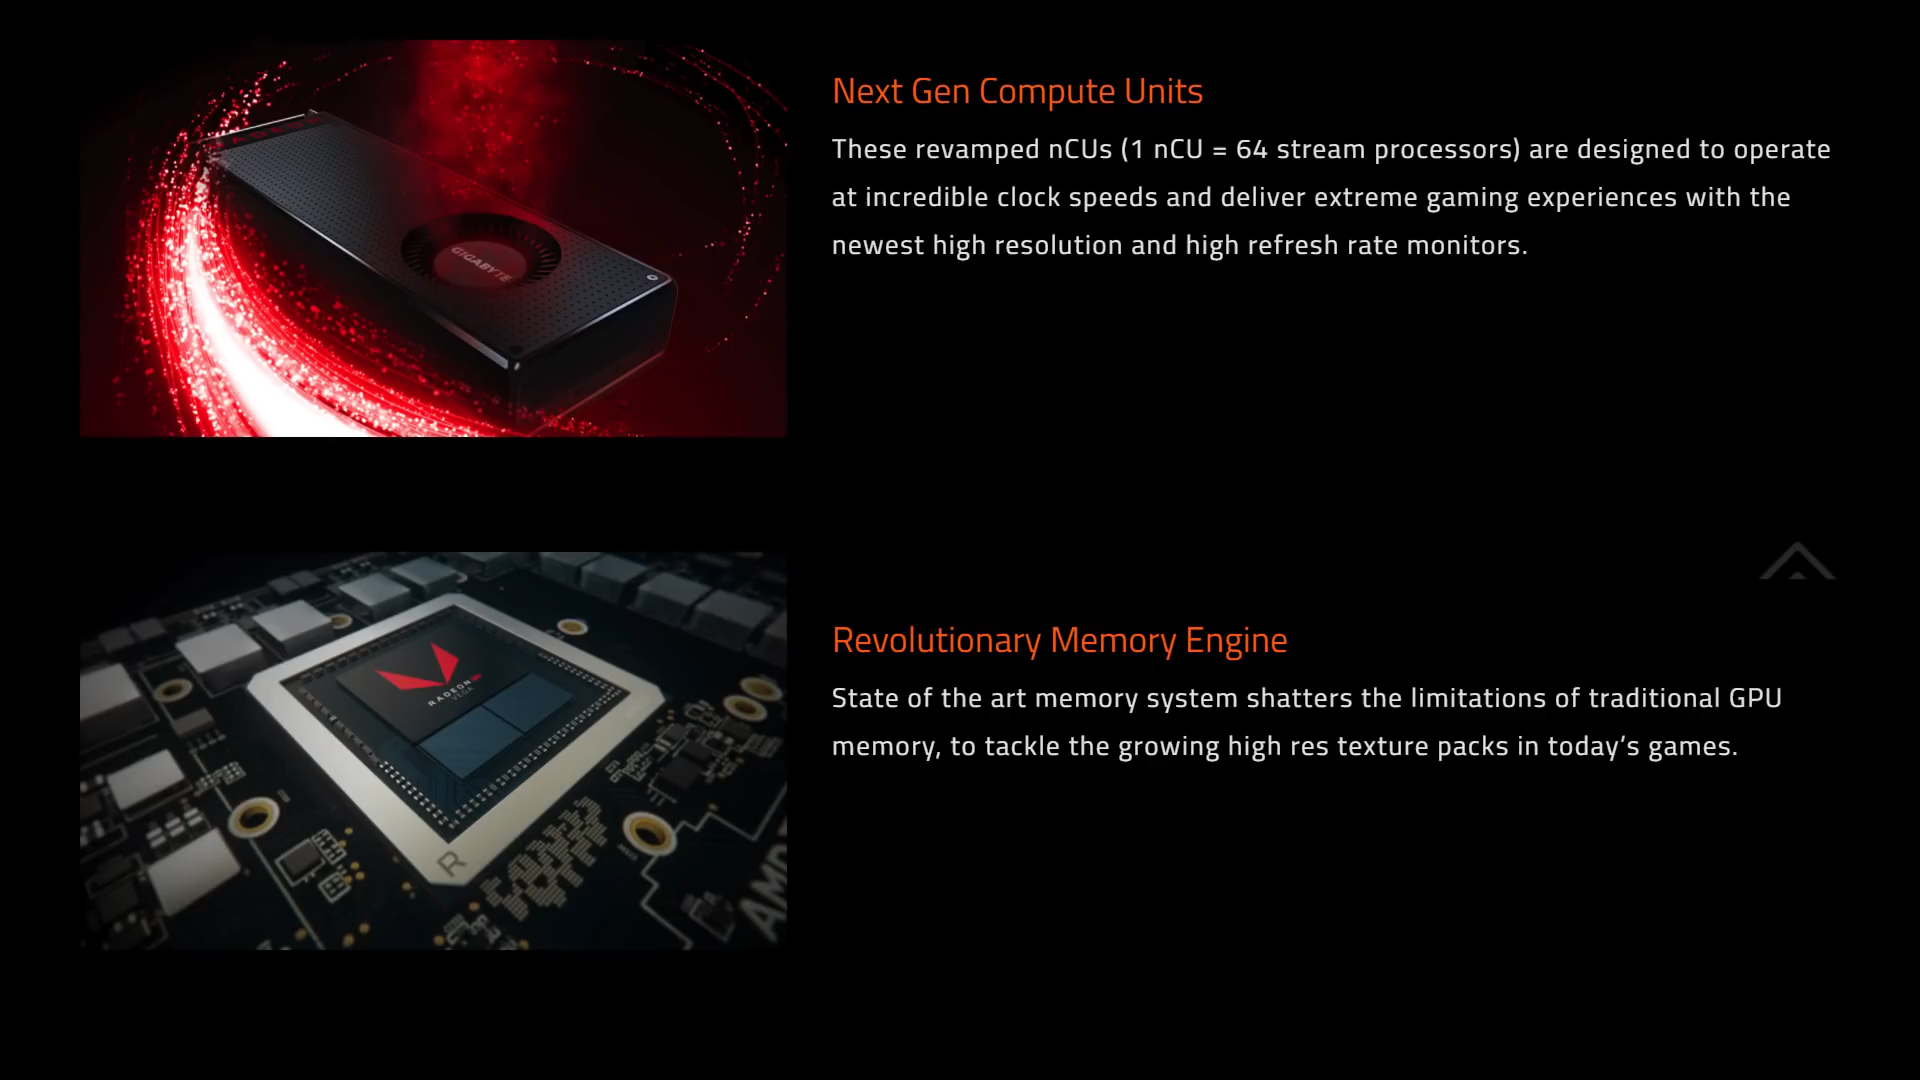 Next Gen Compute Units
These revamped nCUs (1 nCU = 64 stream processors) are designed to operate
at incredible clock speeds and deliver extreme gaming experiences with the
newest high resolution and high refresh rate monitors.
GIGABYTE
Revolutionary Memory Engine
State of the art memory system shatters the limitations of traditional GPU
memory, to tackle the growing high res texture packs in today’s games.
RADEON
VEGA
R
AMD